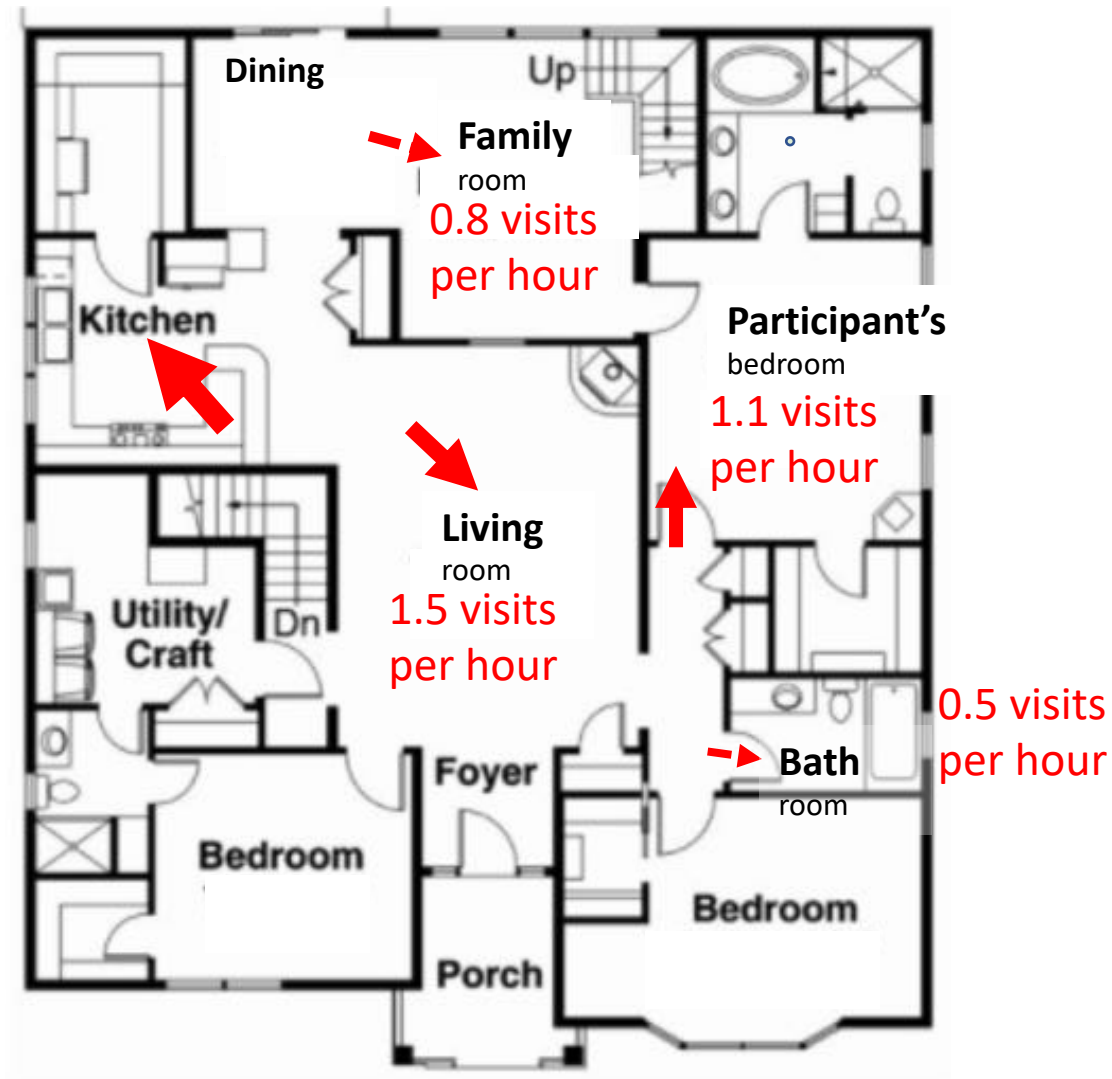 Dining
Up
Family
room
0.8 visits
per hour
Kitchen
Participant’s
bedroom
1.1 visits
per hour
Living
room
1.5 visits
per hour
Utility/
Craft
Dn
0.5 visits
per hour
Bath
room
Foyer
Bedroom
Bedroom
Porch